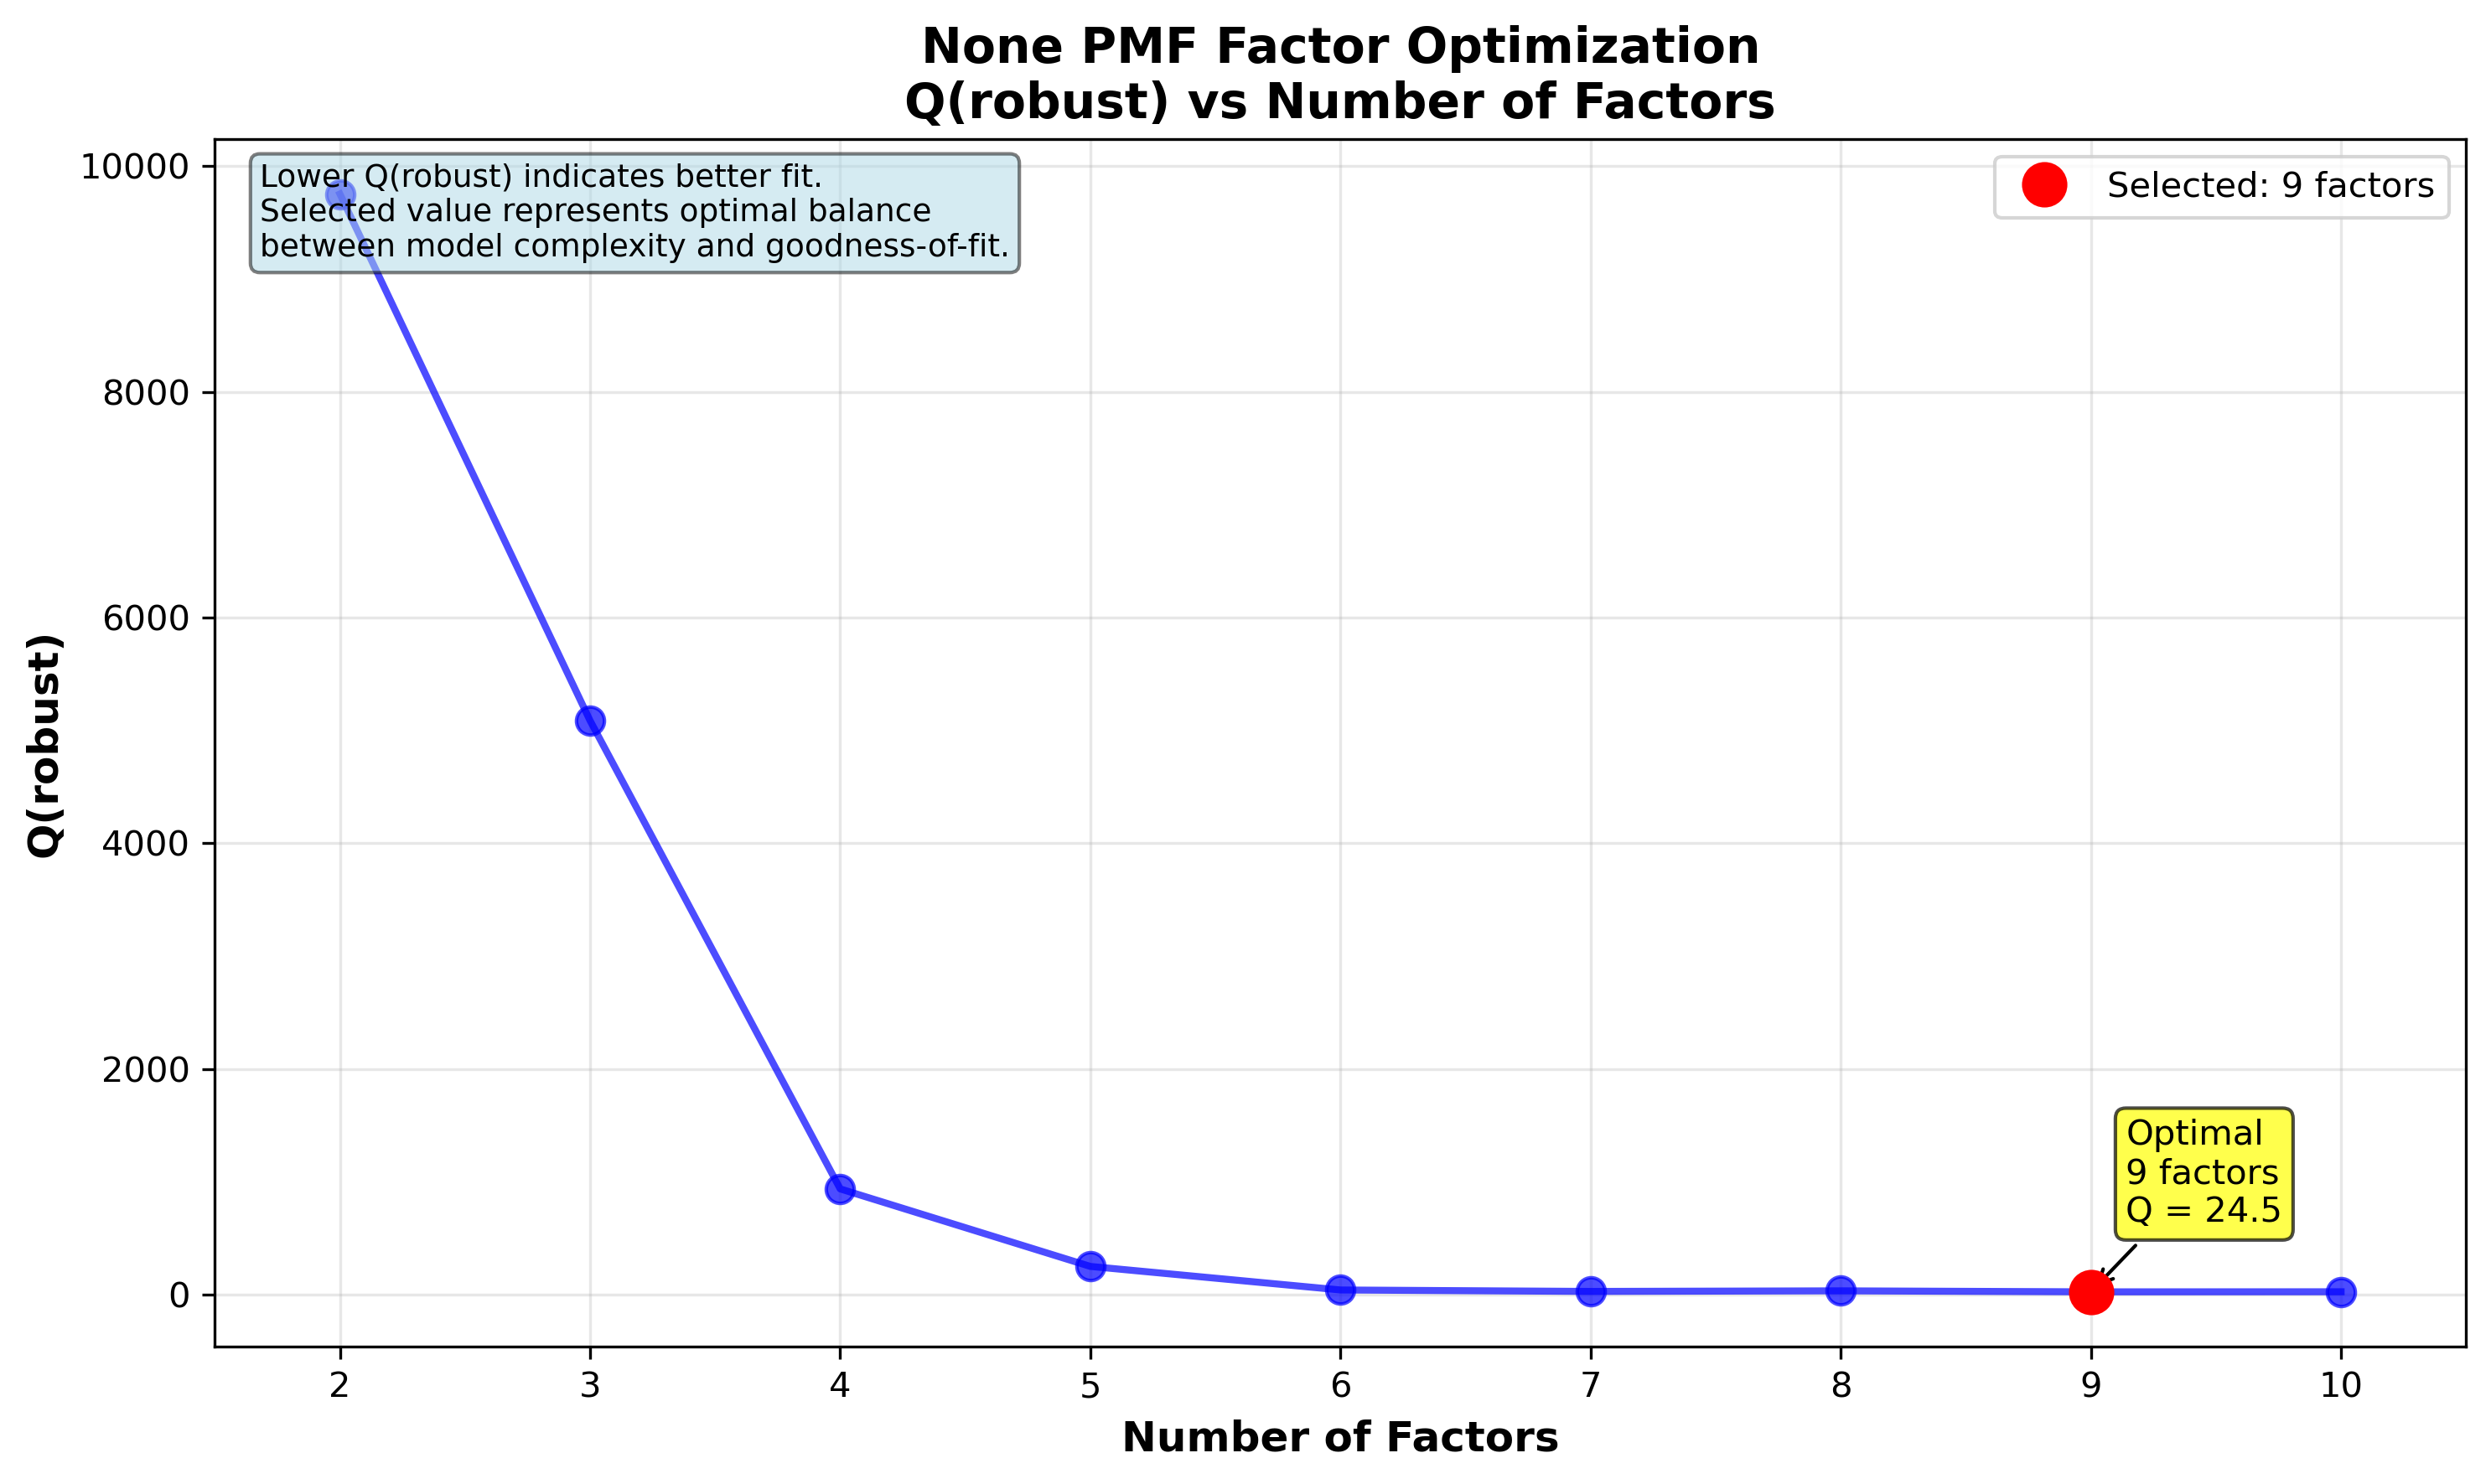 None PMF Factor Optimization
Q(robust) vs Number of Factors
Lower Q(robust) indicates better fit.
Selected value represents optimal balance
between model complexity and goodness-of-fit.
Selected: 9 factors
10000
8000
6000
4000
2000
0
Q(robust)
Optimal
9 factors
Q = 24.5
2 3 4 5 6 7 8 9 10
Number of Factors